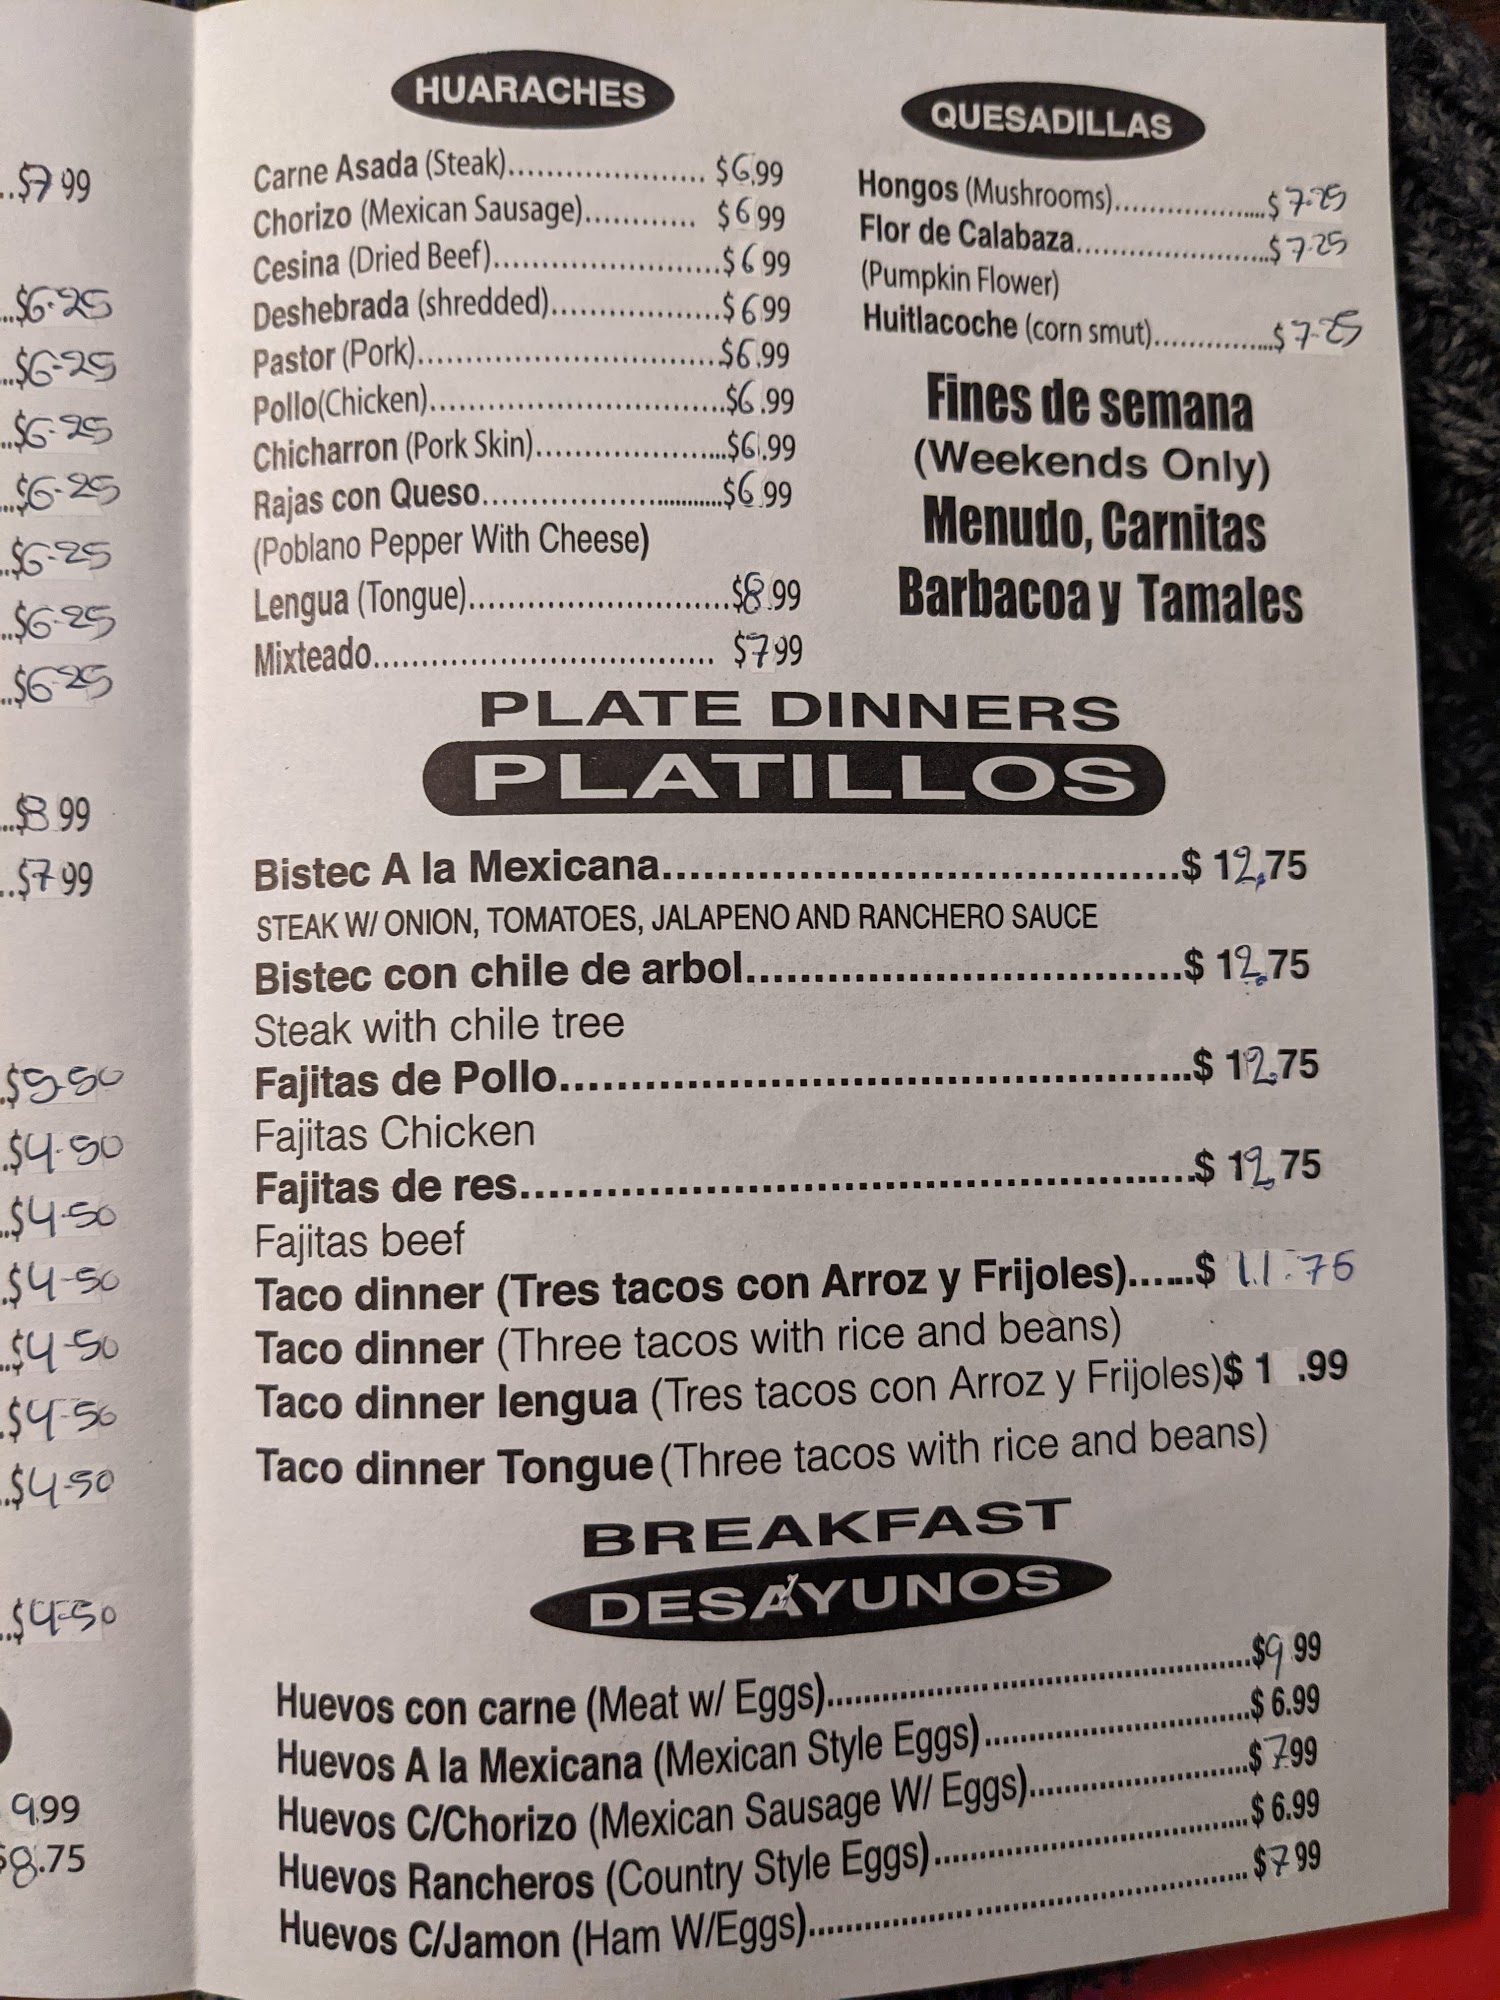 ..$7.99
...$6.25
...$6.25
...$6.25
...$6.25
...$6.25
...$6.25
...$6.25
...$8.99
..$7.99
.$5.50
.$4.50
..$4.50
..$4.50
..$4.50
.$4.50
..$4.50
..$4.50
9.99
$8.75
HUARACHES
Carne Asada (Steak)..................... $6.99
Chorizo (Mexican Sausage)............ $6.99
Cesina (Dried Beef)........................$6.99
Deshebrada (shredded)..................$6.99
Pastor (Pork)................................$6.99
Pollo(Chicken)................................$6.99
Chicharron (Pork Skin)......................$6.99
Rajas con Queso.............................$6.99
(Poblano Pepper With Cheese)
Lengua (Tongue)............................$8.99
Mixteado.................................... $7.99
QUESADILLAS
Hongos (Mushrooms)....................$7.25
Flor de Calabaza.........................$7.25
(Pumpkin Flower)
Huitlacoche (corn smut)...............$7.25
Fines de semana
(Weekends Only)
Menudo, Carnitas
Barbacoa y Tamales
PLATE DINNERS
PLATILLOS
Bistec A la Mexicana..........................................$ 12.75
STEAK W/ ONION, TOMATOES, JALAPENO AND RANCHERO SAUCE
Bistec con chile de arbol..................................$ 12.75
Steak with chile tree
Fajitas de Pollo................................................$ 12.75
Fajitas Chicken
Fajitas de res...................................................$ 12.75
Fajitas beef
Taco dinner (Tres tacos con Arroz y Frijoles)......$ 11.75
Taco dinner (Three tacos with rice and beans)
Taco dinner lengua (Tres tacos con Arroz y Frijoles)$ 1 .99
Taco dinner Tongue (Three tacos with rice and beans)
BREAKFAST
DESAYUNOS
Huevos con carne (Meat w/ Eggs)...............................................$9.99
Huevos A la Mexicana (Mexican Style Eggs)..............................$ 6.99
Huevos C/Chorizo (Mexican Sausage W/ Eggs)........................$7.99
Huevos Rancheros (Country Style Eggs)...................................$ 6.99
Huevos C/Jamon (Ham W/Eggs)................................................ $7.99